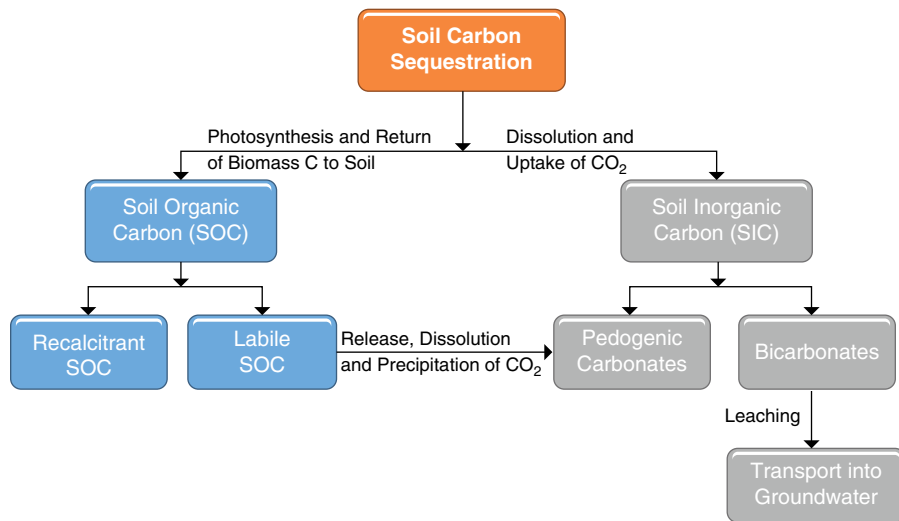 Soil Carbon
Sequestration
Photosynthesis and Return
of Biomass C to Soil
Dissolution and
Uptake of CO₂
Soil Organic
Carbon (SOC)
Soil Inorganic
Carbon (SIC)
Recalcitrant
SOC
Labile
SOC
Release, Dissolution
and Precipitation of CO₂
Pedogenic
Carbonates
Bicarbonates
Leaching
Transport into
Groundwater